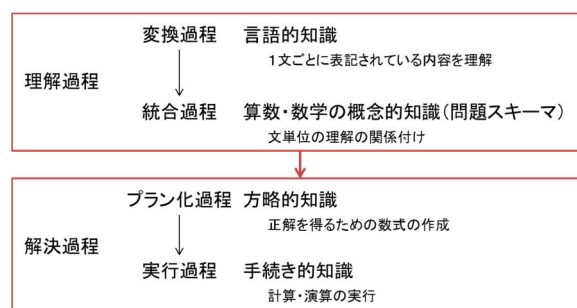 変換過程 言語的知識
1文ごとに表記されている内容を理解
理解過程
統合過程 算数・数学の概念的知識(問題スキーマ)
文単位の理解の関係付け
プラン化過程 方略的知識
正解を得るための数式の作成
解決過程
実行過程 手続き的知識
計算・演算の実行